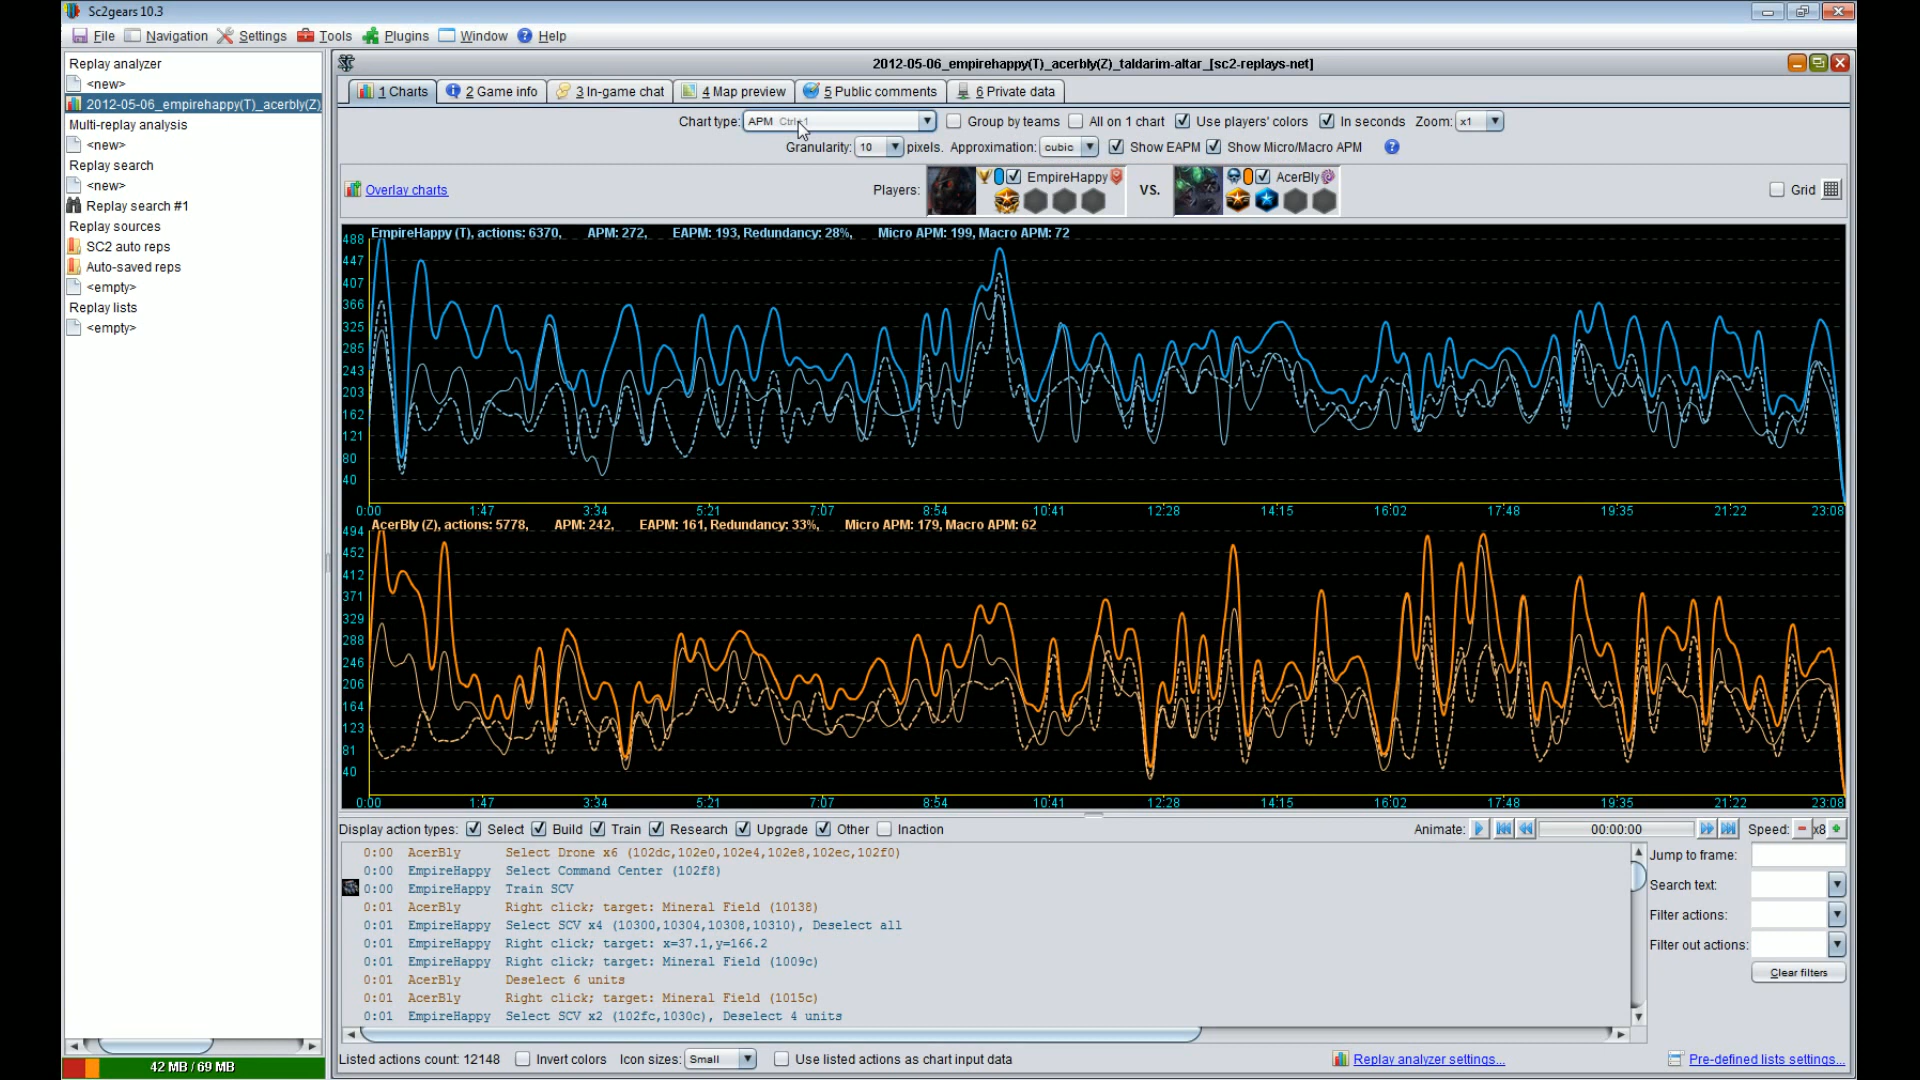 Sc2gears 10.3
File Navigation Settings Tools Plugins Window Help
Replay analyzer
<new>
2012-05-06_empirehappy(T)_acerbly(Z)
Multi-replay analysis
<new>
Replay search
<new>
Replay search #1
Replay sources
SC2 auto reps
Auto-saved reps
<empty>
Replay lists
<empty>
42 MB / 69 MB
2012-05-06_empirehappy(T)_acerbly(Z)_taldarim-altar_[sc2-replays-net]
1 Charts 2 Game info 3 In-game chat 4 Map preview 5 Public comments 6 Private data
Chart type: APM Ctrl+1 Group by teams All on 1 chart Use players' colors In seconds Zoom: x1
Granularity: 10 pixels. Approximation: cubic Show EAPM Show Micro/Macro APM
Overlay charts Players: EmpireHappy VS. AcerBly Grid
EmpireHappy (T), actions: 6370, APM: 272, EAPM: 193, Redundancy: 28%, Micro APM: 199, Macro APM: 72
488
447
407
366
325
285
243
203
162
121
80
40
0:00 1:47 3:34 5:21 7:07 8:54 10:41 12:28 14:15 16:02 17:48 19:35 21:22 23:08
AcerBly (Z), actions: 5778, APM: 242, EAPM: 161, Redundancy: 33%, Micro APM: 179, Macro APM: 62
494
452
412
371
329
288
246
206
164
123
81
40
0:00 1:47 3:34 5:21 7:07 8:54 10:41 12:28 14:15 16:02 17:48 19:35 21:22 23:08
Display action types: Select Build Train Research Upgrade Other Inaction Animate: 00:00:00 Speed: x8
0:00 AcerBly Select Drone x6 (102dc,102e0,102e4,102e8,102ec,102f0)
0:00 EmpireHappy Select Command Center (102f8)
0:00 EmpireHappy Train SCV
0:01 AcerBly Right click; target: Mineral Field (10138)
0:01 EmpireHappy Select SCV x4 (10300,10304,10308,10310), Deselect all
0:01 EmpireHappy Right click; target: x=37.1,y=166.2
0:01 EmpireHappy Right click; target: Mineral Field (1009c)
0:01 AcerBly Deselect 6 units
0:01 AcerBly Right click; target: Mineral Field (1015c)
0:01 EmpireHappy Select SCV x2 (102fc,1030c), Deselect 4 units
Jump to frame:
Search text:
Filter actions:
Filter out actions:
Clear filters
Listed actions count: 12148 Invert colors Icon sizes: Small Use listed actions as chart input data Replay analyzer settings... Pre-defined lists settings...